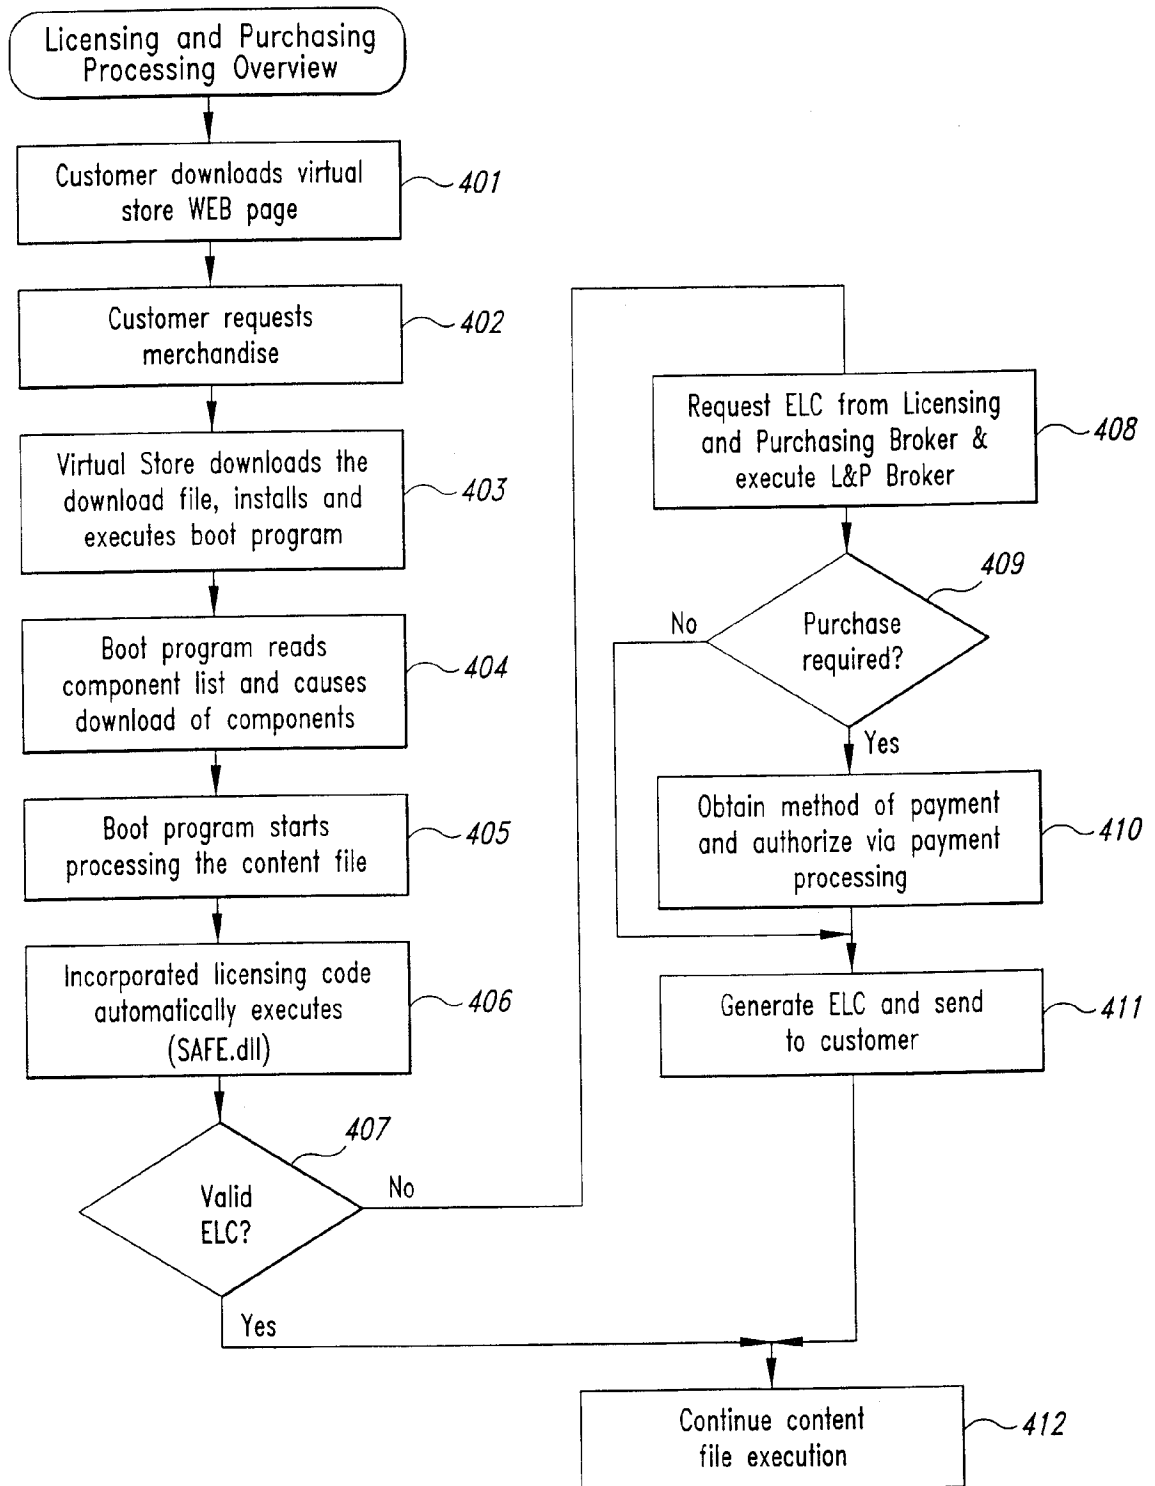 Licensing and Purchasing
Processing Overview
Customer downloads virtual
store WEB page
401
Customer requests
merchandise
402
Virtual Store downloads the
download file, installs and
executes boot program
403
Boot program reads
component list and causes
download of components
404
Boot program starts
processing the content file
405
Incorporated licensing code
automatically executes
(SAFE.dll)
406
Valid
ELC?
407
No
Yes
Request ELC from Licensing
and Purchasing Broker &
execute L&P Broker
408
Purchase
required?
409
No
Yes
Obtain method of payment
and authorize via payment
processing
410
Generate ELC and send
to customer
411
Continue content
file execution
412